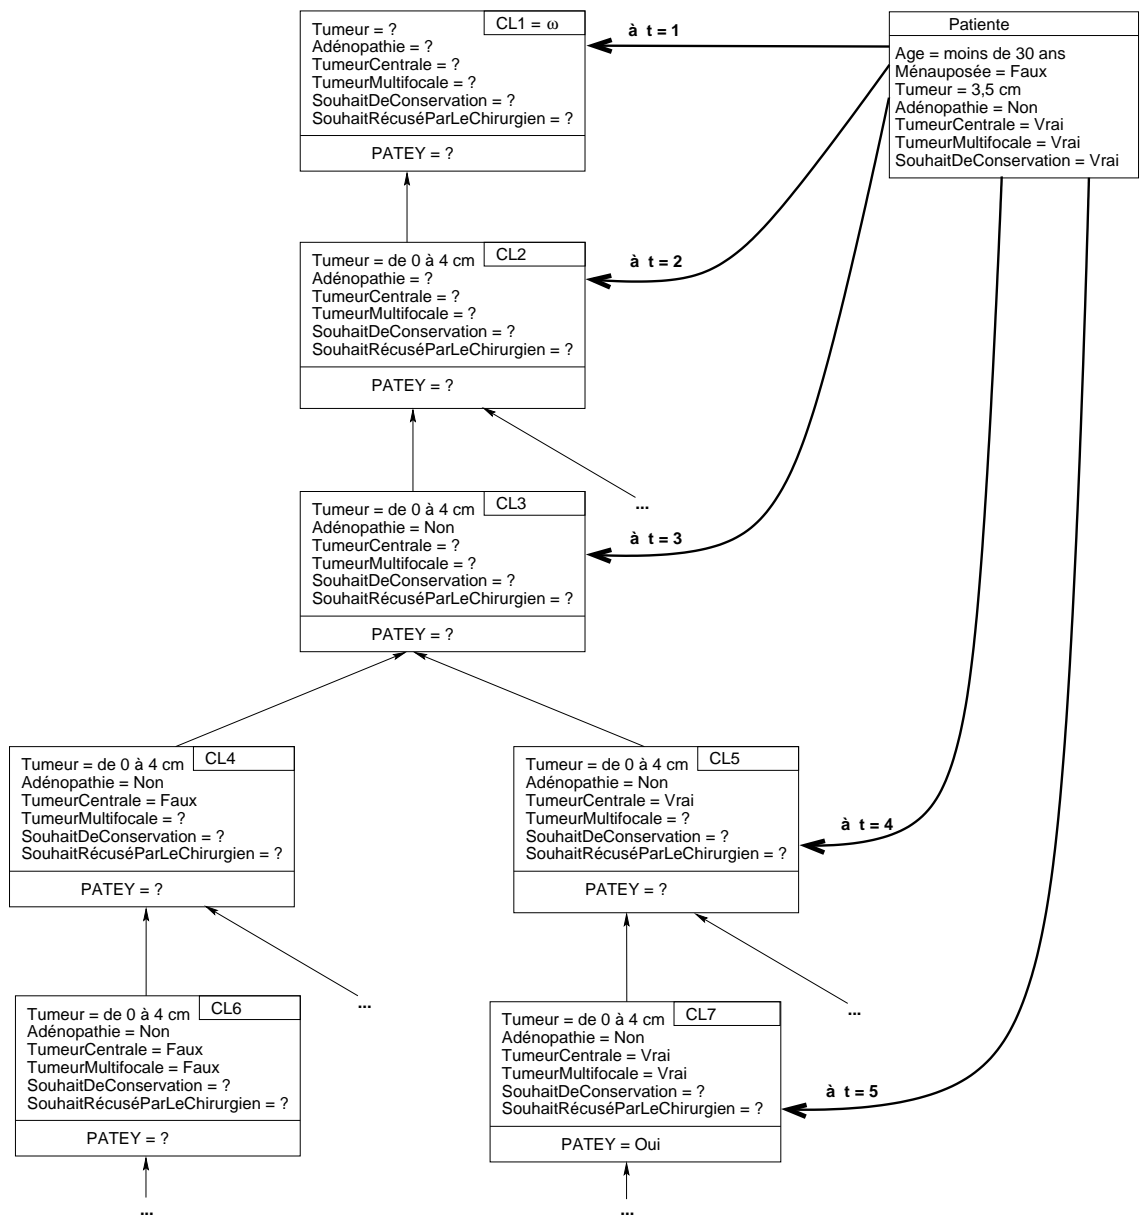 CL1 = ω
Tumeur = ?
Adénopathie = ?
TumeurCentrale = ?
TumeurMultifocale = ?
SouhaitDeConservation = ?
SouhaitRécuséParLeChirurgien = ?
PATEY = ?
à t = 1
Patiente
Age = moins de 30 ans
Ménauposée = Faux
Tumeur = 3,5 cm
Adénopathie = Non
TumeurCentrale = Vrai
TumeurMultifocale = Vrai
SouhaitDeConservation = Vrai
CL2
Tumeur = de 0 à 4 cm
Adénopathie = ?
TumeurCentrale = ?
TumeurMultifocale = ?
SouhaitDeConservation = ?
SouhaitRécuséParLeChirurgien = ?
PATEY = ?
à t = 2
...
CL3
Tumeur = de 0 à 4 cm
Adénopathie = Non
TumeurCentrale = ?
TumeurMultifocale = ?
SouhaitDeConservation = ?
SouhaitRécuséParLeChirurgien = ?
PATEY = ?
à t = 3
CL4
Tumeur = de 0 à 4 cm
Adénopathie = Non
TumeurCentrale = Faux
TumeurMultifocale = ?
SouhaitDeConservation = ?
SouhaitRécuséParLeChirurgien = ?
PATEY = ?
...
CL5
Tumeur = de 0 à 4 cm
Adénopathie = Non
TumeurCentrale = Vrai
TumeurMultifocale = ?
SouhaitDeConservation = ?
SouhaitRécuséParLeChirurgien = ?
PATEY = ?
à t = 4
...
CL6
Tumeur = de 0 à 4 cm
Adénopathie = Non
TumeurCentrale = Faux
TumeurMultifocale = Faux
SouhaitDeConservation = ?
SouhaitRécuséParLeChirurgien = ?
PATEY = ?
...
CL7
Tumeur = de 0 à 4 cm
Adénopathie = Non
TumeurCentrale = Vrai
TumeurMultifocale = Vrai
SouhaitDeConservation = ?
SouhaitRécuséParLeChirurgien = ?
PATEY = Oui
à t = 5
...